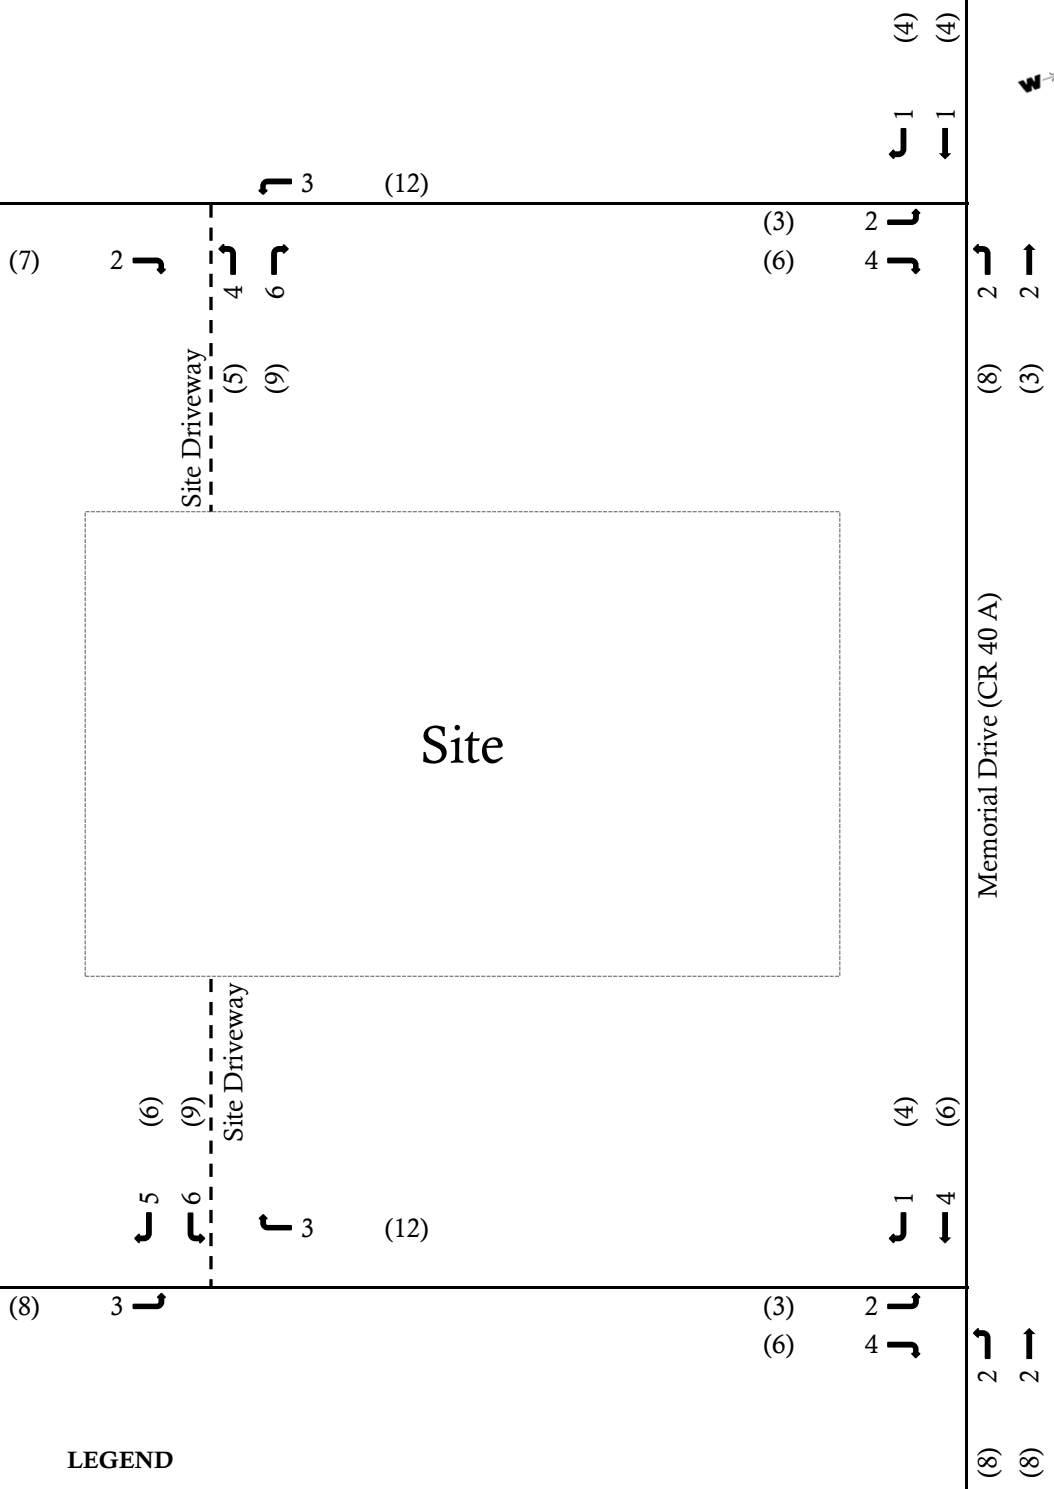 (4) (4)
W
1 1
3 (12)
(3) 2
(7) 2 (6) 4
4 6 2 2
(5) (9) (8) (3)
Site Driveway
Memorial Drive (CR 40 A)
Site
Site Driveway
(6) (9) (4) (6)
5 6 1 4
3 (12)
(8) 3 (3) 2
(6) 4
2 2
LEGEND
(8) (8)